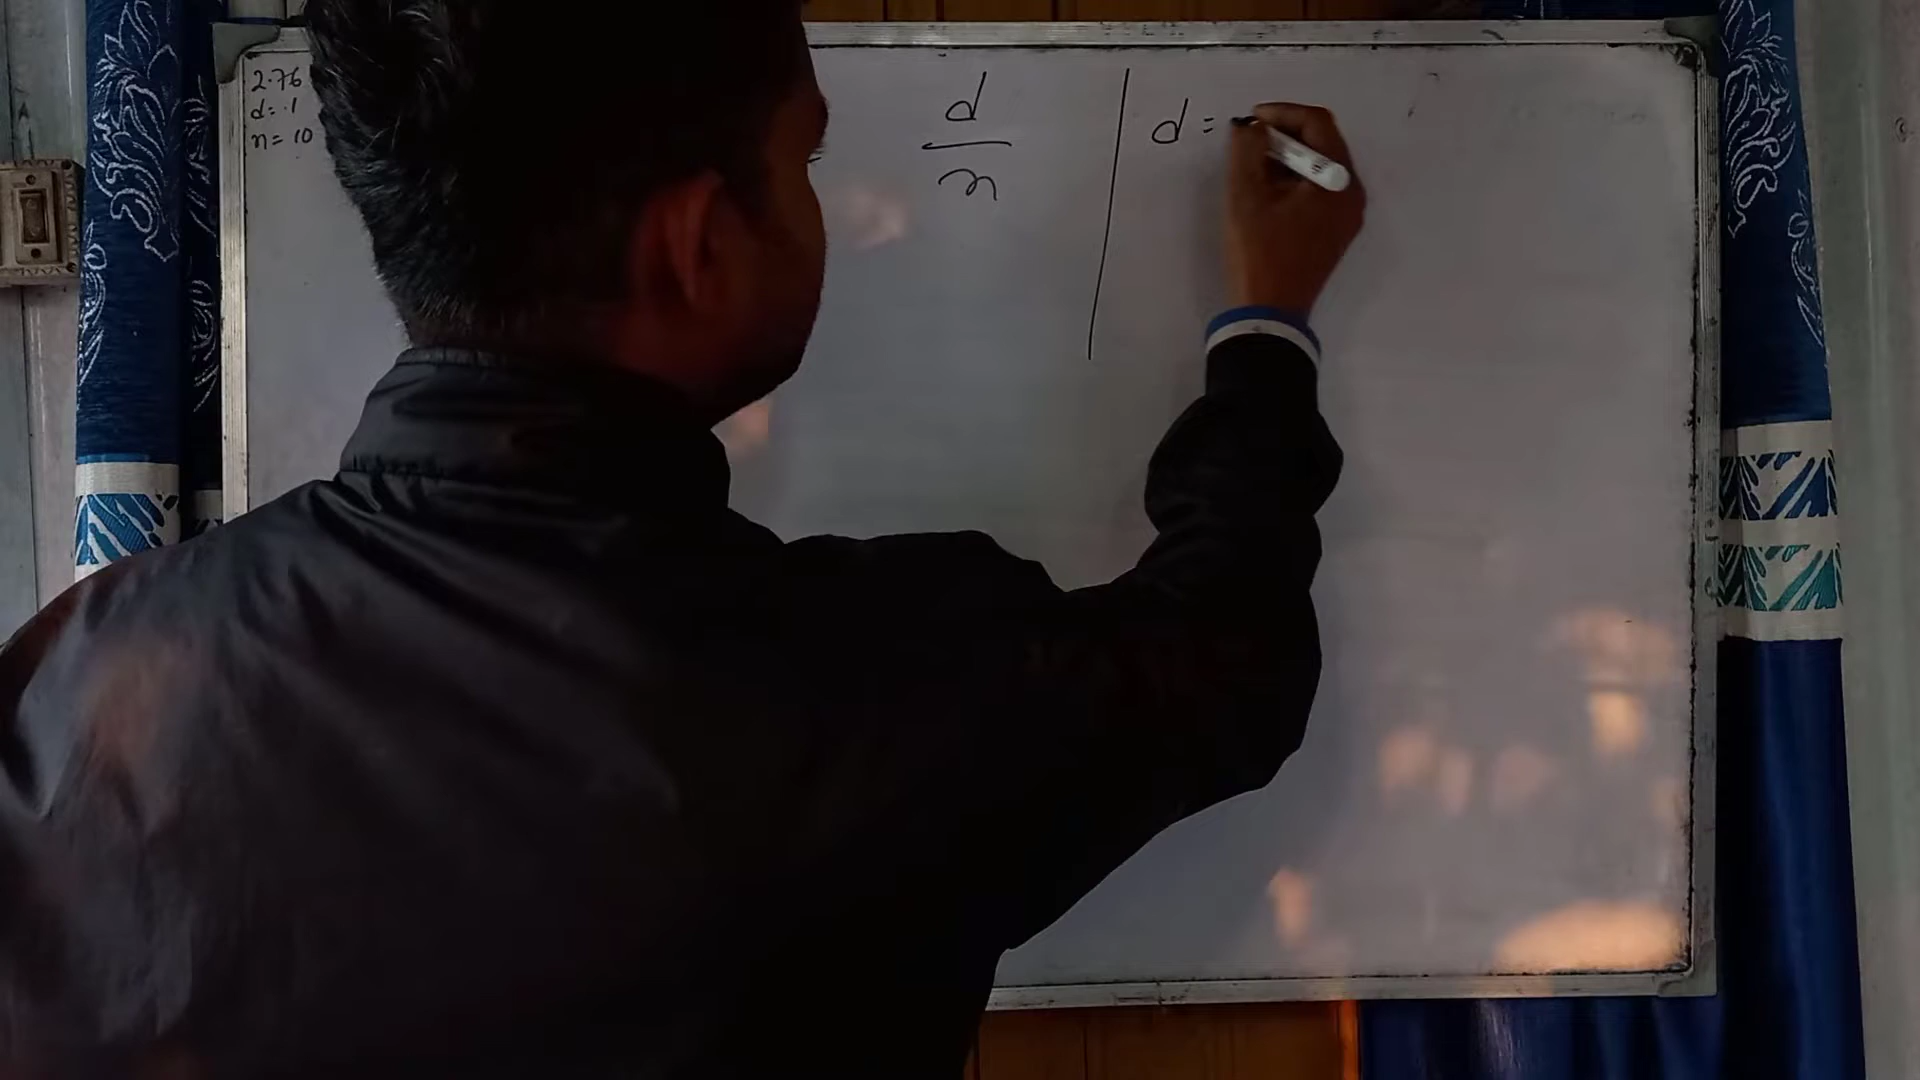 2.76
d = .1
n = 10
d
n
d =